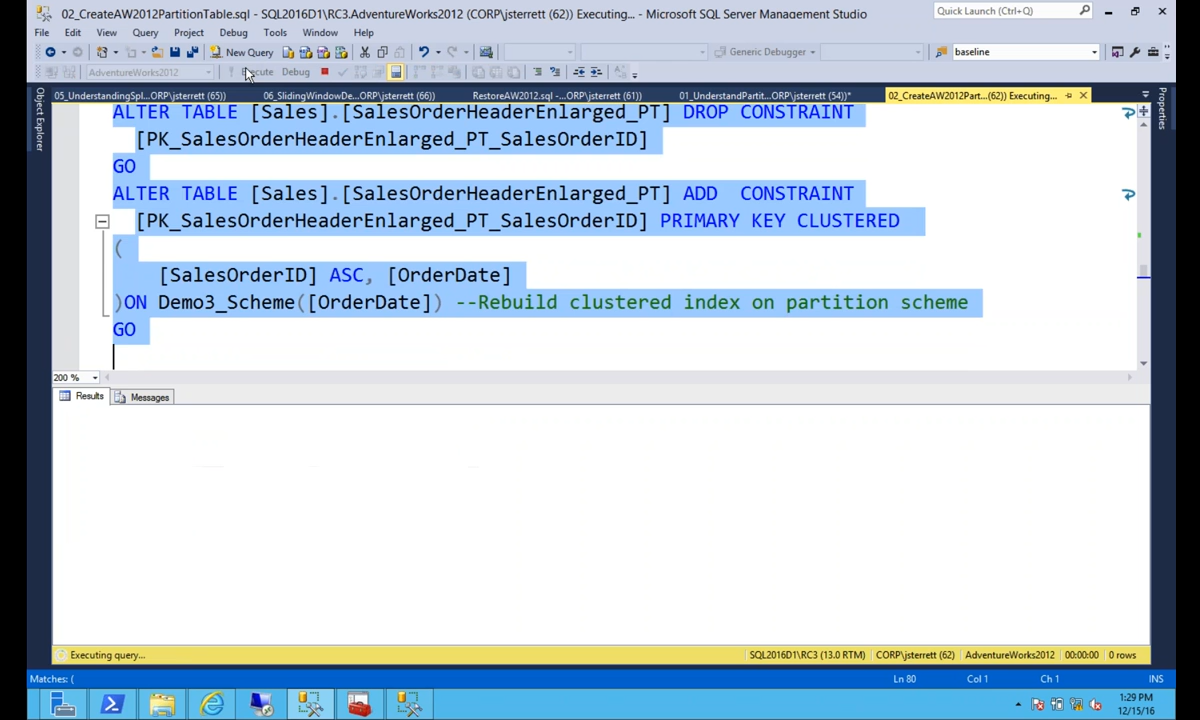 02_CreateAW2012PartitionTable.sql - SQL2016D1\RC3.AdventureWorks2012 (CORP\jsterrett (62)) Executing... - Microsoft SQL Server Management Studio
Quick Launch (Ctrl+Q)
File Edit View Query Project Debug Tools Window Help
New Query
Generic Debugger
baseline
AdventureWorks2012
Execute Debug
Object Explorer
05_UnderstandingSpl...ORP\jsterrett (65))
06_SlidingWindowDe...ORP\jsterrett (66))
RestoreAW2012.sql -...ORP\jsterrett (61))
01_UnderstandPartit...ORP\jsterrett (54))*
02_CreateAW2012Part...(62)) Executing...
Properties
ALTER TABLE [Sales].[SalesOrderHeaderEnlarged_PT] DROP CONSTRAINT
[PK_SalesOrderHeaderEnlarged_PT_SalesOrderID]
GO
ALTER TABLE [Sales].[SalesOrderHeaderEnlarged_PT] ADD  CONSTRAINT
[PK_SalesOrderHeaderEnlarged_PT_SalesOrderID] PRIMARY KEY CLUSTERED
(
[SalesOrderID] ASC, [OrderDate]
)ON Demo3_Scheme([OrderDate]) --Rebuild clustered index on partition scheme
GO
200 %
Results Messages
Executing query...
SQL2016D1\RC3 (13.0 RTM)
CORP\jsterrett (62)
AdventureWorks2012
00:00:00
0 rows
Matches: (
Ln 80 Col 1 Ch 1 INS
1:29 PM
12/15/16